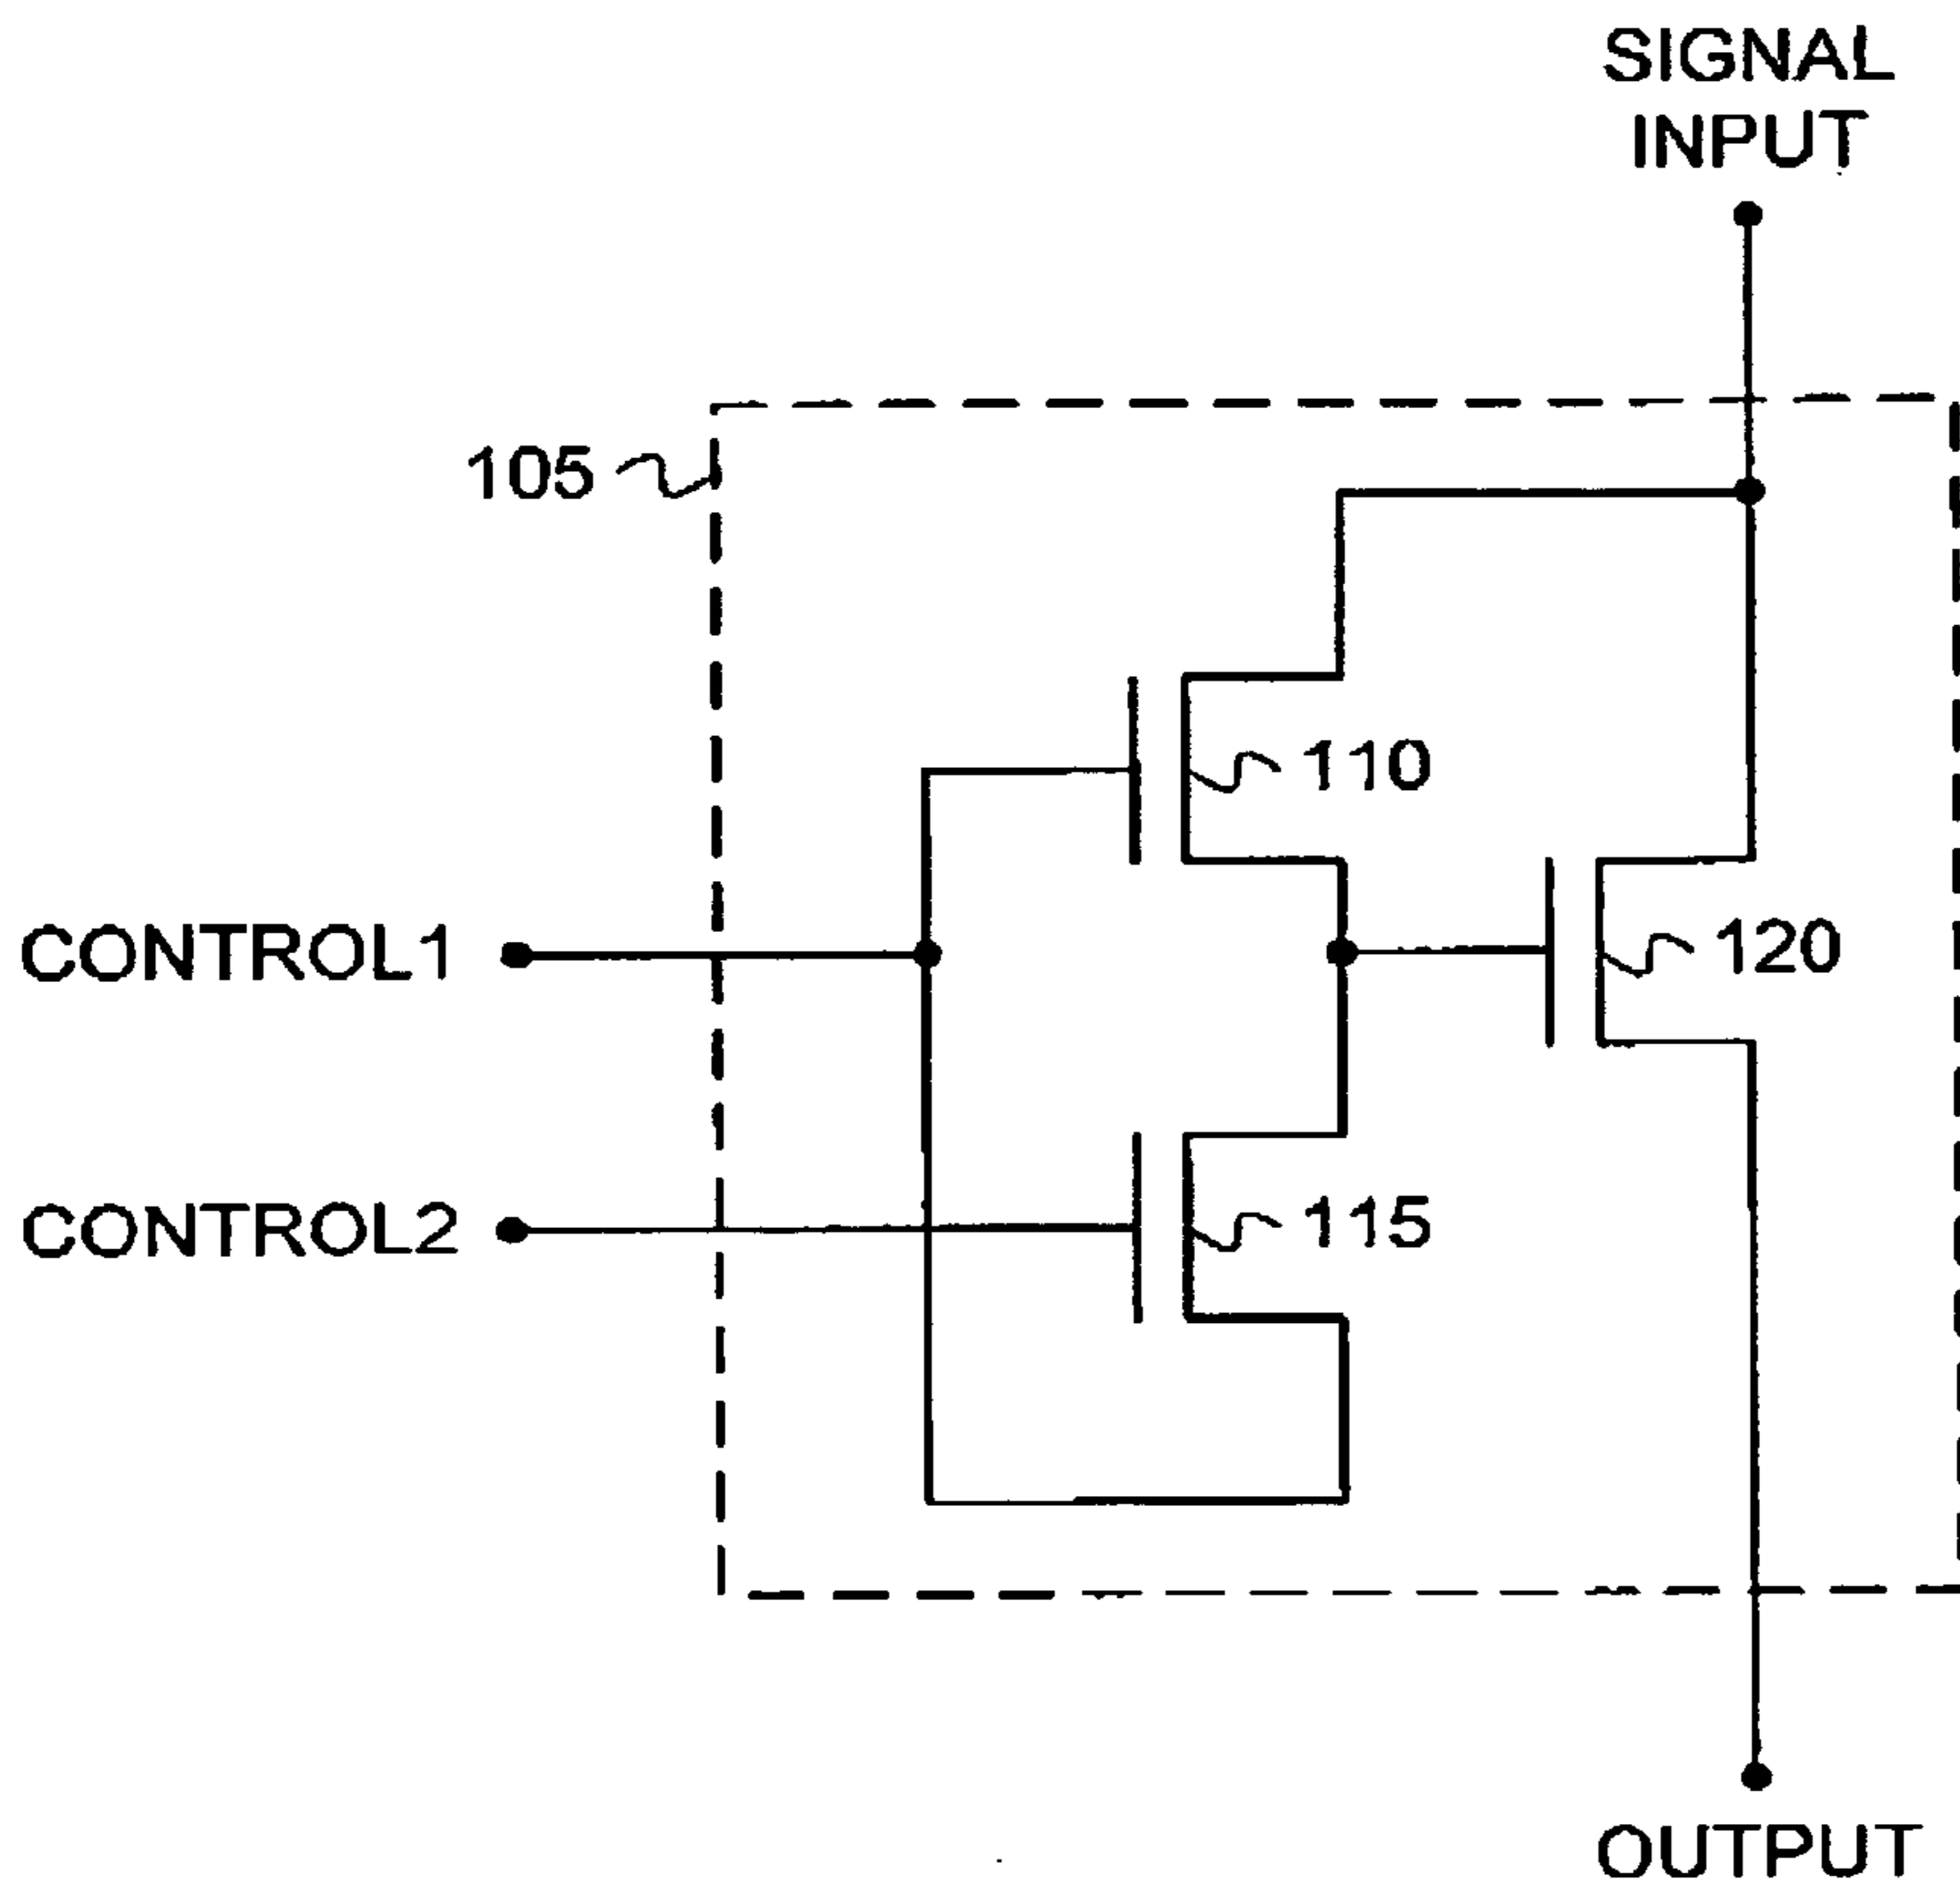 SIGNAL
INPUT
105
110
CONTROL1
120
CONTROL2
115
OUTPUT